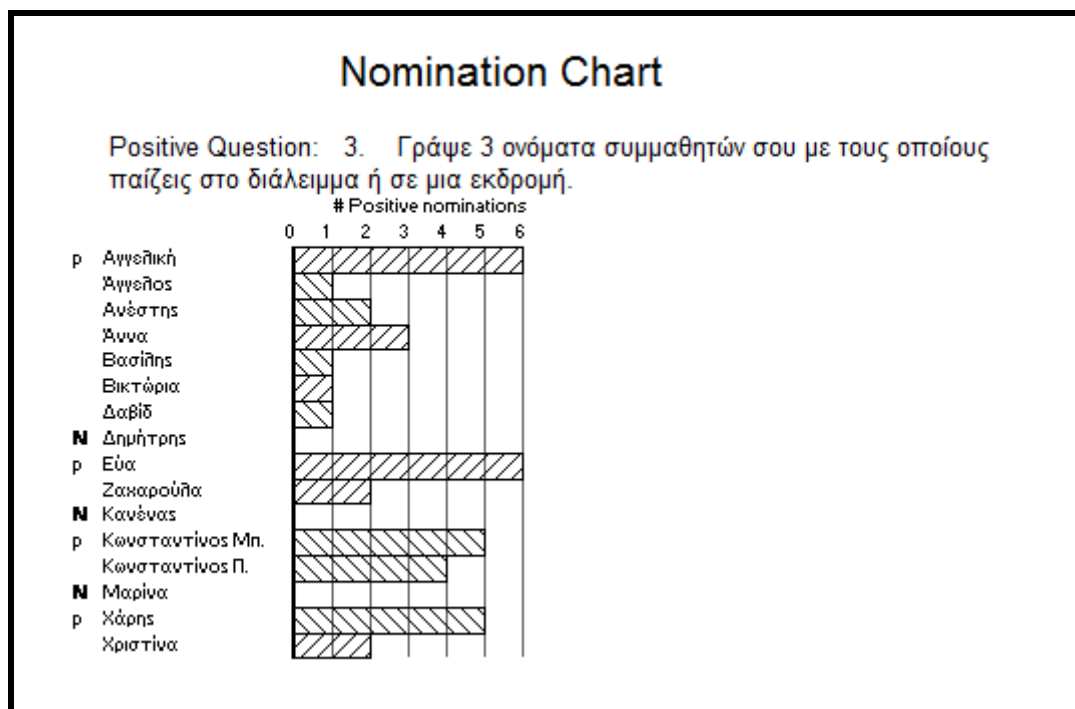 Nomination Chart
Positive Question: 3. Γράψε 3 ονόματα συμμαθητών σου με τους οποίους
παίζεις στο διάλειμμα ή σε μια εκδρομή.
# Positive nominations
0 1 2 3 4 5 6
p Αγγελική
Άγγελος
Ανέστης
Άννα
Βασίλης
Βικτώρια
Δαβίδ
N Δημήτρης
p Εύα
Ζαχαρούλα
N Κανένας
p Κωνσταντίνος Μπ.
Κωνσταντίνος Π.
N Μαρίνα
p Χάρης
Χριστίνα